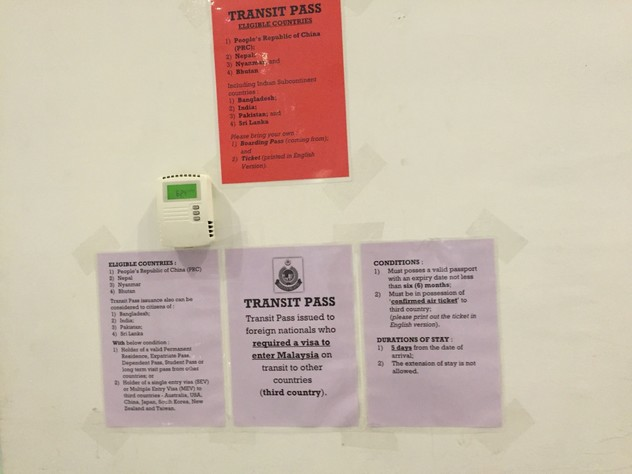 TRANSIT PASS
ELIGIBLE COUNTRIES
1) People's Republic of China
(PRC);
2) Nepal;
3) Nyanmar; and
4) Bhutan
Including Indian Subcontinent
countries :
1) Bangladesh;
2) India;
3) Pakistan; and
4) Sri Lanka
Please bring your own :
1) Boarding Pass (coming from);
and
2) Ticket (printed in English
Version).
ELIGIBLE COUNTRIES :
1) People's Republic of China (PRC)
2) Nepal
3) Nyanmar
4) Bhutan
Transit Pass issuance also can be
considered to citizens of :
1) Bangladesh;
2) India;
3) Pakistan;
4) Sri Lanka
With below condition :
1) Holder of a valid Permanent
Residence, Expatriate Pass,
Dependent Pass, Student Pass or
long term visit pass from other
countries; or
2) Holder of a single entry visa (SEV)
or Multiple Entry Visa (MEV) to
third countries - Australia, USA,
China, Japan, South Korea, New
Zealand and Taiwan.
TRANSIT PASS
Transit Pass issued to
foreign nationals who
required a visa to
enter Malaysia on
transit to other
countries
(third country).
CONDITIONS :
1) Must posses a valid passport
with an expiry date not less
than six (6) months;
2) Must be in possession of
'confirmed air ticket' to
third country;
(please print out the ticket in
English version).
DURATIONS OF STAY :
1) 5 days from the date of
arrival;
2) The extension of stay is not
allowed.